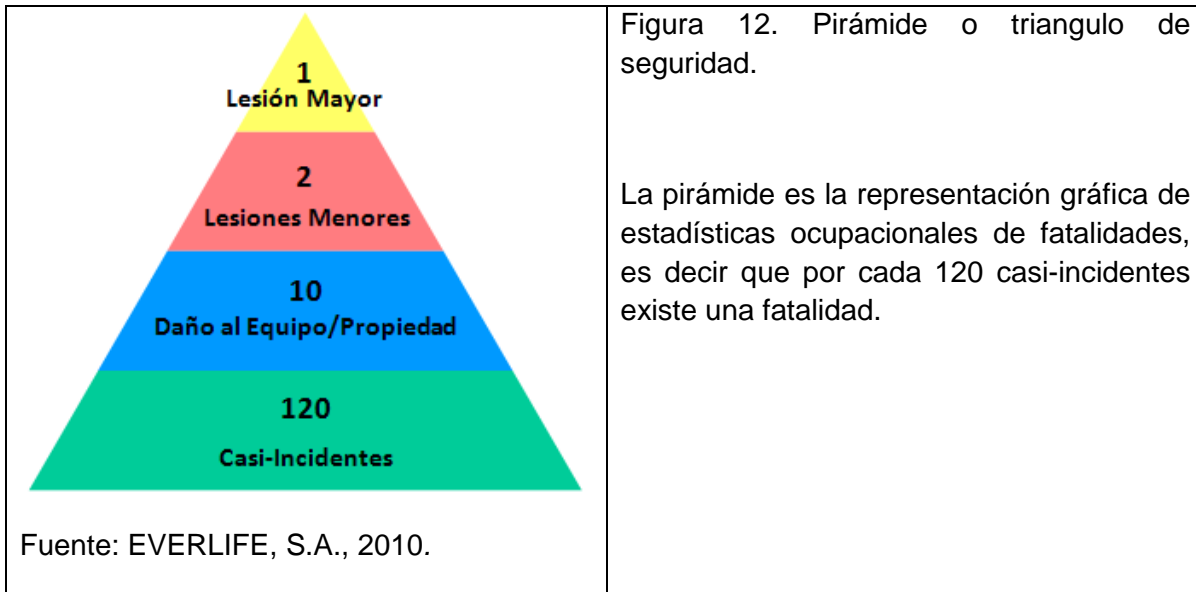 1
Lesión Mayor
2
Lesiones Menores
10
Daño al Equipo/Propiedad
120
Casi-Incidentes
Fuente: EVERLIFE, S.A., 2010.
Figura 12. Pirámide o triangulo de
seguridad.
La pirámide es la representación gráfica de
estadísticas ocupacionales de fatalidades,
es decir que por cada 120 casi-incidentes
existe una fatalidad.